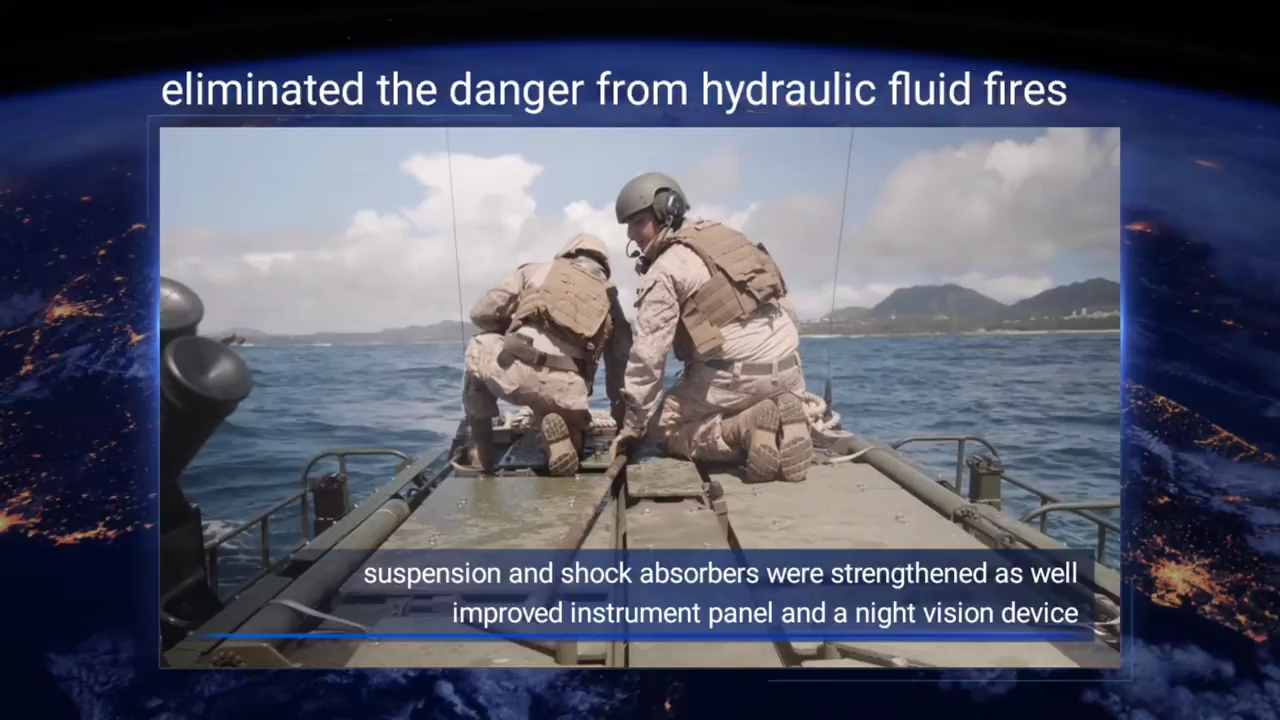 eliminated the danger from hydraulic fluid fires
suspension and shock absorbers were strengthened as well
improved instrument panel and a night vision device